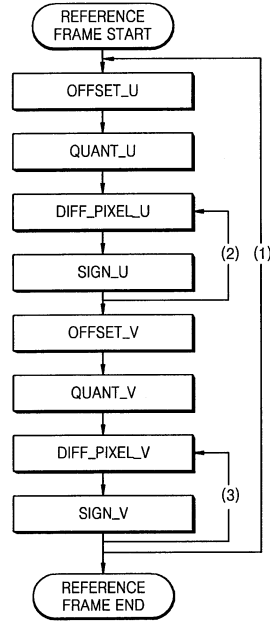 REFERENCE
FRAME START
OFFSET_U
QUANT_U
DIFF_PIXEL_U
(2)
(1)
SIGN_U
OFFSET_V
QUANT_V
DIFF_PIXEL_V
(3)
SIGN_V
REFERENCE
FRAME END